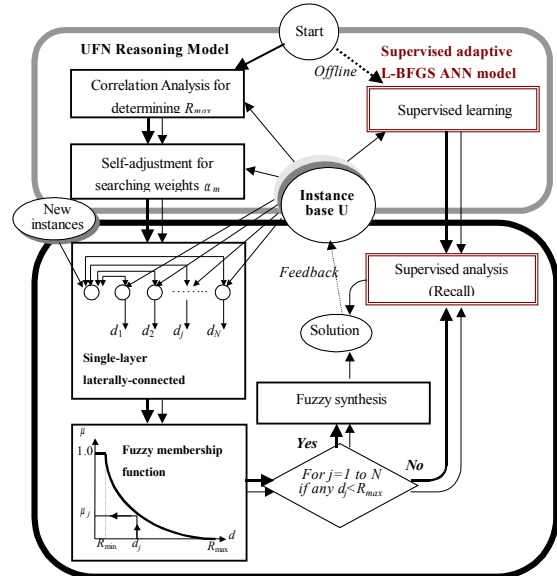 Start
UFN Reasoning Model
Supervised adaptive
L-BFGS ANN model
Offline
Correlation Analysis for
determining Rmax
Supervised learning
Self-adjustment for
searching weights αm
Instance
base U
New
instances
Feedback
Supervised analysis
(Recall)
d1 d2 dj dN
Solution
Single-layer
laterally-connected
Fuzzy synthesis
Yes
No
μ
1.0
Fuzzy membership
function
For j=1 to N
if any dj<Rmax
μj
d
Rmin dj Rmax